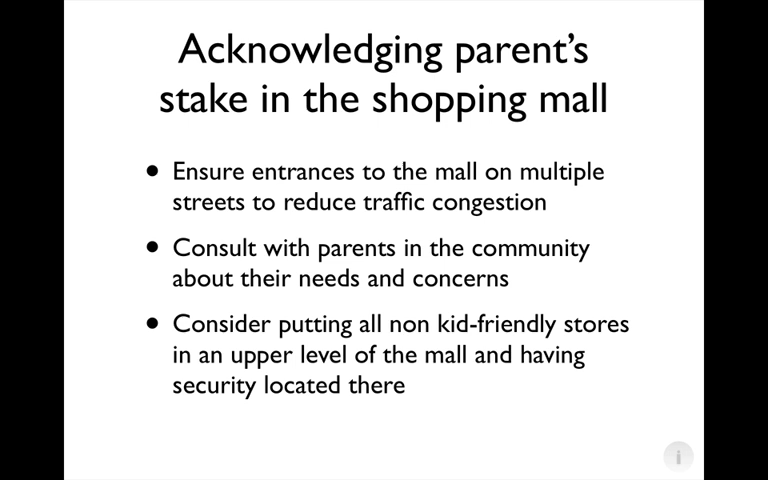 Acknowledging parent's
stake in the shopping mall
• Ensure entrances to the mall on multiple
streets to reduce traffic congestion
• Consult with parents in the community
about their needs and concerns
• Consider putting all non kid-friendly stores
in an upper level of the mall and having
security located there
i